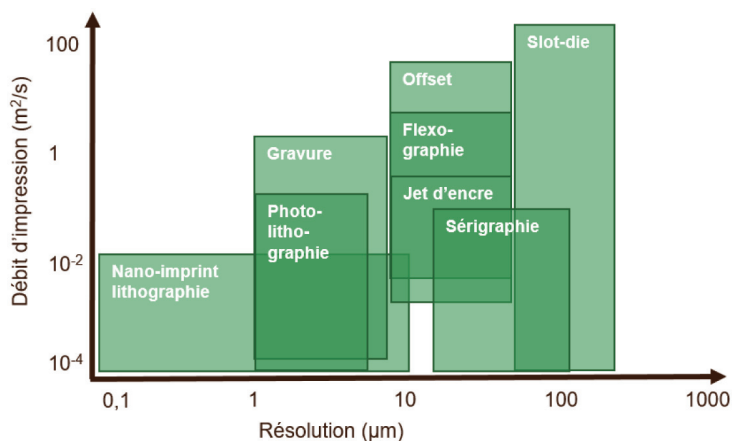 Débit d'impression (m²/s)
100
1
10⁻²
10⁻⁴
Slot-die
Offset
Flexo-
graphie
Gravure
Jet d'encre
Photo-
litho-
graphie
Sérigraphie
Nano-imprint
lithographie
0,1
1
10
100
1000
Résolution (µm)